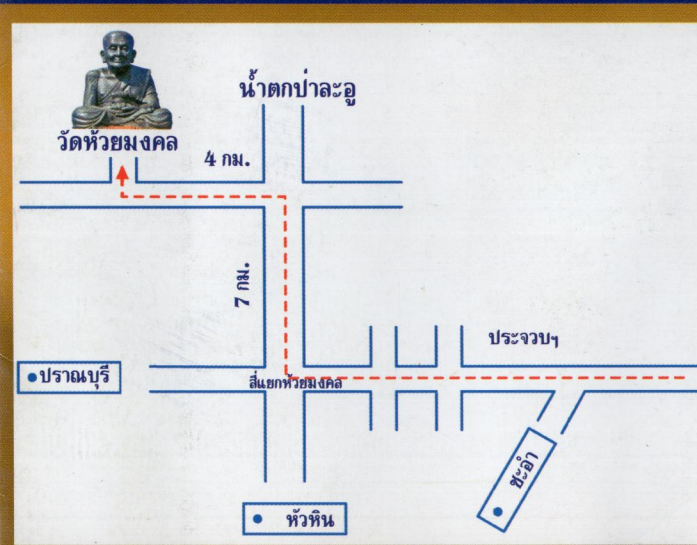 น้ำตกป่าละอู
วัดห้วยมงคล
4 กม.
7 กม.
ประจวบฯ
ปราณบุรี
สี่แยกห้วยมงคล
ชะอำ
หัวหิน